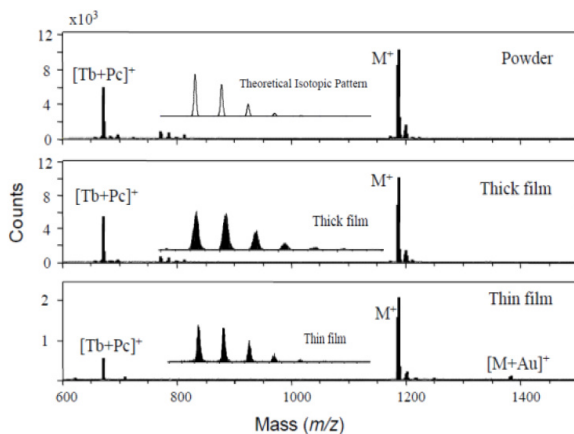 x10³
12
8
4
0
[Tb+Pc]⁺
Theoretical Isotopic Pattern
M⁺
Powder
12
8
4
0
[Tb+Pc]⁺
Thick film
M⁺
Thick film
Counts
2
1
[Tb+Pc]⁺
Thin film
M⁺
Thin film
[M+Au]⁺
600 800 1000 1200 1400
Mass (m/z)